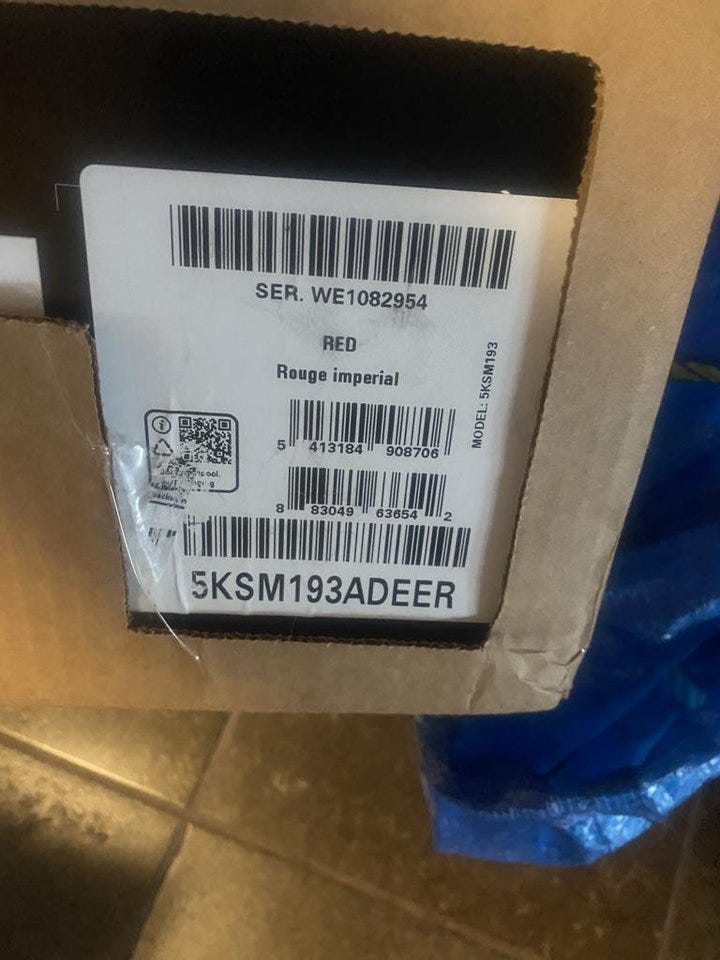 SER. WE1082954
RED
Rouge imperial
MODEL: 5KSM193
5 413184 908706
8 83049 63654 2
5KSM193ADEER